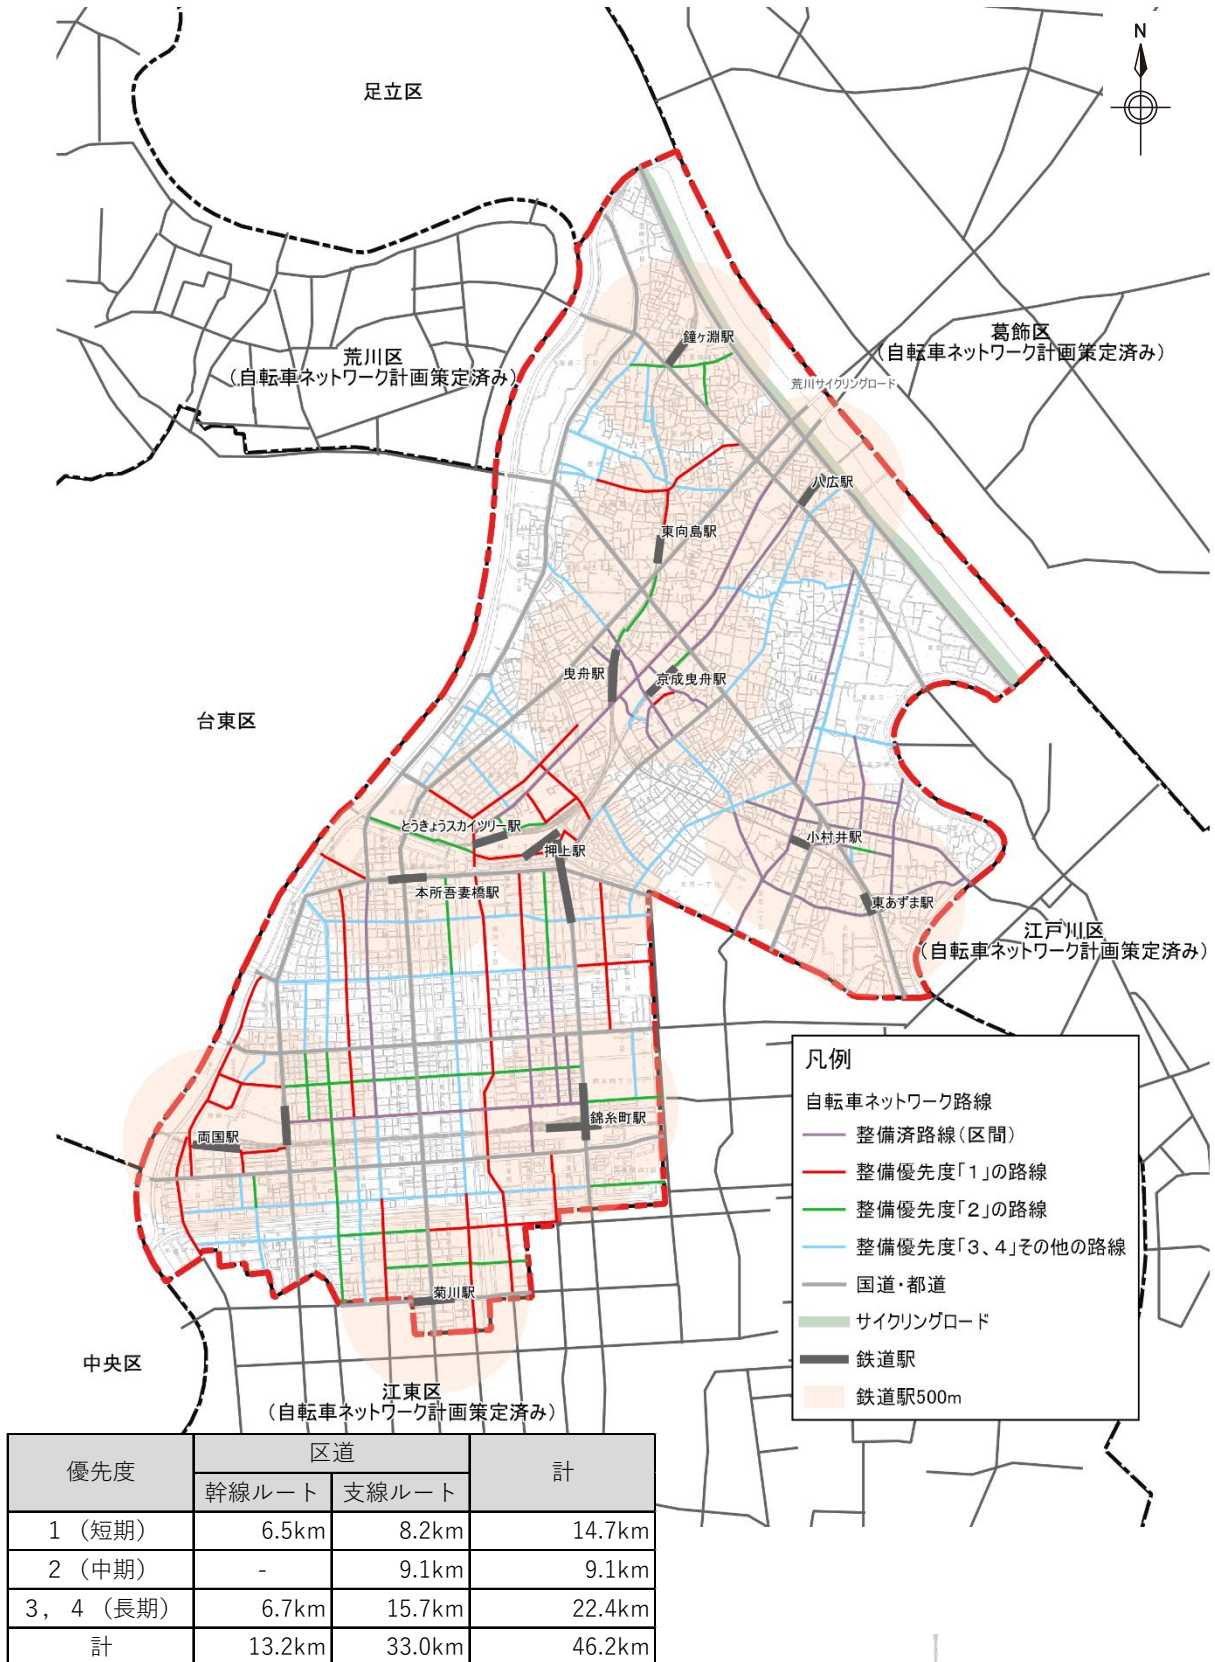 N
足立区
鐘ヶ淵駅
葛飾区
(自転車ネットワーク計画策定済み)
荒川区
(自転車ネットワーク計画策定済み)
荒川サイクリングロード
八広駅
東向島駅
曳舟駅
京成曳舟駅
台東区
とうきょうスカイツリー駅
押上駅
小村井駅
本所吾妻橋駅
東あずま駅
江戸川区
(自転車ネットワーク計画策定済み)
両国駅
錦糸町駅
菊川駅
中央区
江東区
(自転車ネットワーク計画策定済み)
凡例
自転車ネットワーク路線
整備済路線(区間)
整備優先度「1」の路線
整備優先度「2」の路線
整備優先度「3、4」その他の路線
国道・都道
サイクリングロード
鉄道駅
鉄道駅500m
優先度 区道 計
幹線ルート 支線ルート
1 (短期) 6.5km 8.2km 14.7km
2 (中期) - 9.1km 9.1km
3, 4 (長期) 6.7km 15.7km 22.4km
計 13.2km 33.0km 46.2km